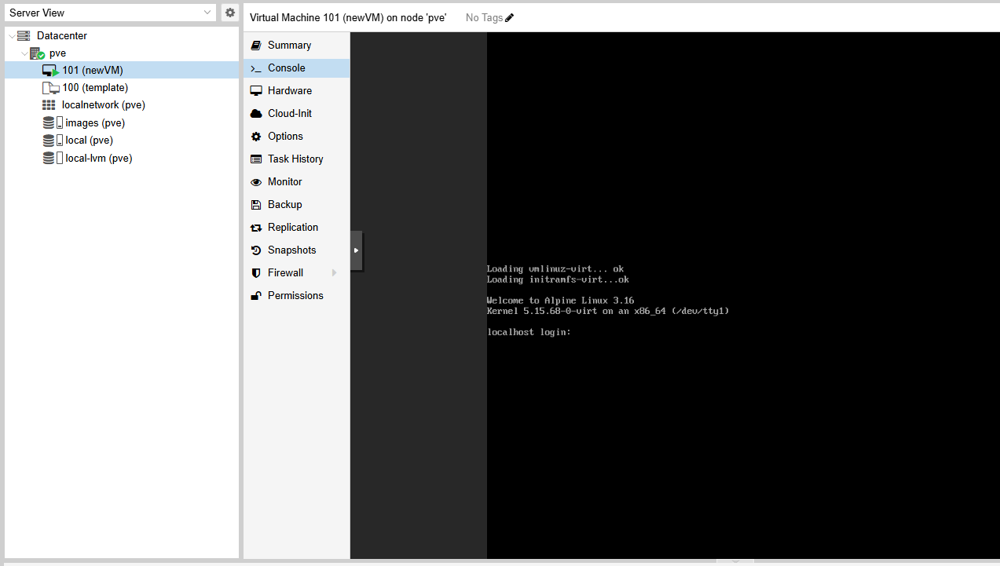 Server View
Datacenter
pve
101 (newVM)
100 (template)
localnetwork (pve)
images (pve)
local (pve)
local-lvm (pve)
Virtual Machine 101 (newVM) on node 'pve' No Tags
Summary
Console
Hardware
Cloud-Init
Options
Task History
Monitor
Backup
Replication
Snapshots
Firewall
Permissions
Loading vmlinuz-virt... ok
Loading initramfs-virt...ok
Welcome to Alpine Linux 3.16
Kernel 5.15.68-0-virt on an x86_64 (/dev/tty1)
localhost login: